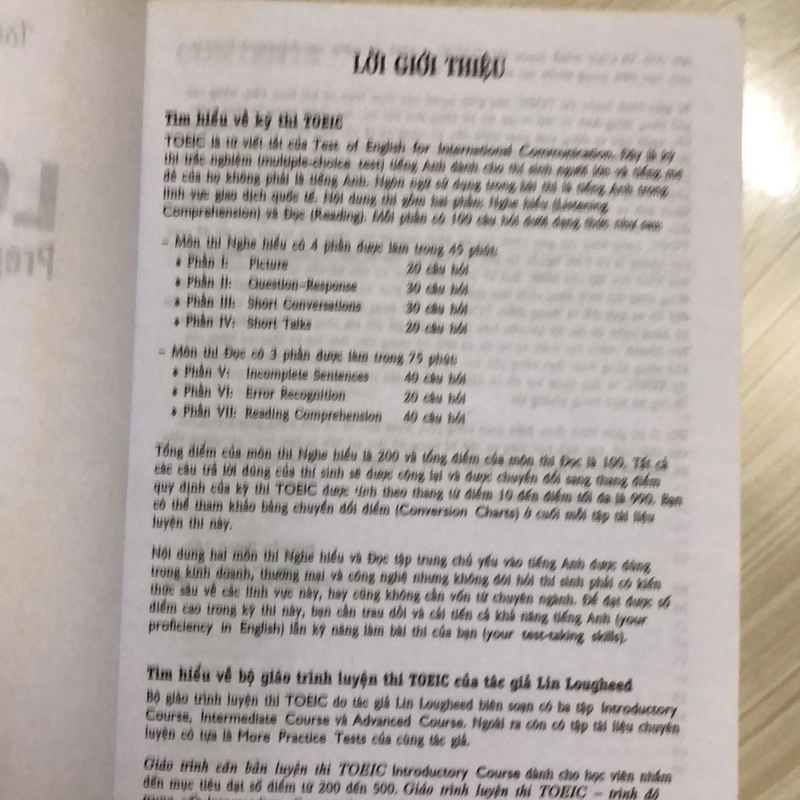 LỜI GIỚI THIỆU
Tìm hiểu về kỳ thi TOEIC
TOEIC là từ viết tắt của Test of English for International Communication. Đây là kỳ
thi trắc nghiệm (multiple-choice test) tiếng Anh dành cho thí sinh người lớn và tiếng mẹ
đẻ của họ không phải là tiếng Anh. Ngôn ngữ sử dụng trong bài thi là tiếng Anh trong
lĩnh vực giao dịch quốc tế. Nội dung thi gồm hai phần: Nghe hiểu (Listening
Comprehension) và Đọc (Reading). Mỗi phần có 100 câu hỏi dưới dạng thức như sau:
– Môn thi Nghe hiểu có 4 phần được làm trong 45 phút:
* Phần I: Picture 20 câu hỏi
* Phần II: Question-Response 30 câu hỏi
* Phần III: Short Conversations 30 câu hỏi
* Phần IV: Short Talks 20 câu hỏi
– Môn thi Đọc có 3 phần được làm trong 75 phút:
* Phần V: Incomplete Sentences 40 câu hỏi
* Phần VI: Error Recognition 20 câu hỏi
* Phần VII: Reading Comprehension 40 câu hỏi
Tổng điểm của môn thi Nghe hiểu là 200 và tổng điểm của môn thi Đọc là 100. Tất cả
các câu trả lời đúng của thí sinh sẽ được cộng lại và được chuyển đổi sang thang điểm
quy định của kỳ thi TOEIC được tính theo thang từ điểm 10 đến điểm tối đa là 990. Bạn
có thể tham khảo bảng chuyển đổi điểm (Conversion Charts) ở cuối mỗi tập tài liệu
luyện thi này.
Nội dung hai môn thi Nghe hiểu và Đọc tập trung chủ yếu vào tiếng Anh được dùng
trong kinh doanh, thương mại và công nghệ nhưng không đòi hỏi thí sinh phải có kiến
thức sâu về các lĩnh vực này, hay cũng không cần vốn từ chuyên ngành. Để đạt được số
điểm cao trong kỳ thi này, bạn cần trau dồi và cải tiến cả khả năng tiếng Anh (your
proficiency in English) lẫn kỹ năng làm bài thi của bạn (your test-taking skills).
Tìm hiểu về bộ giáo trình luyện thi TOEIC của tác giả Lin Lougheed
Bộ giáo trình luyện thi TOEIC do tác giả Lin Lougheed biên soạn có ba tập Introductory
Course, Intermediate Course và Advanced Course. Ngoài ra còn có tập tài liệu chuyên
luyện có tựa là More Practice Tests của cùng tác giả.
Giáo trình căn bản luyện thi TOEIC Introductory Course dành cho học viên nhắm
đến mục tiêu đạt số điểm từ 200 đến 500. Giáo trình luyện thi TOEIC – trình độ